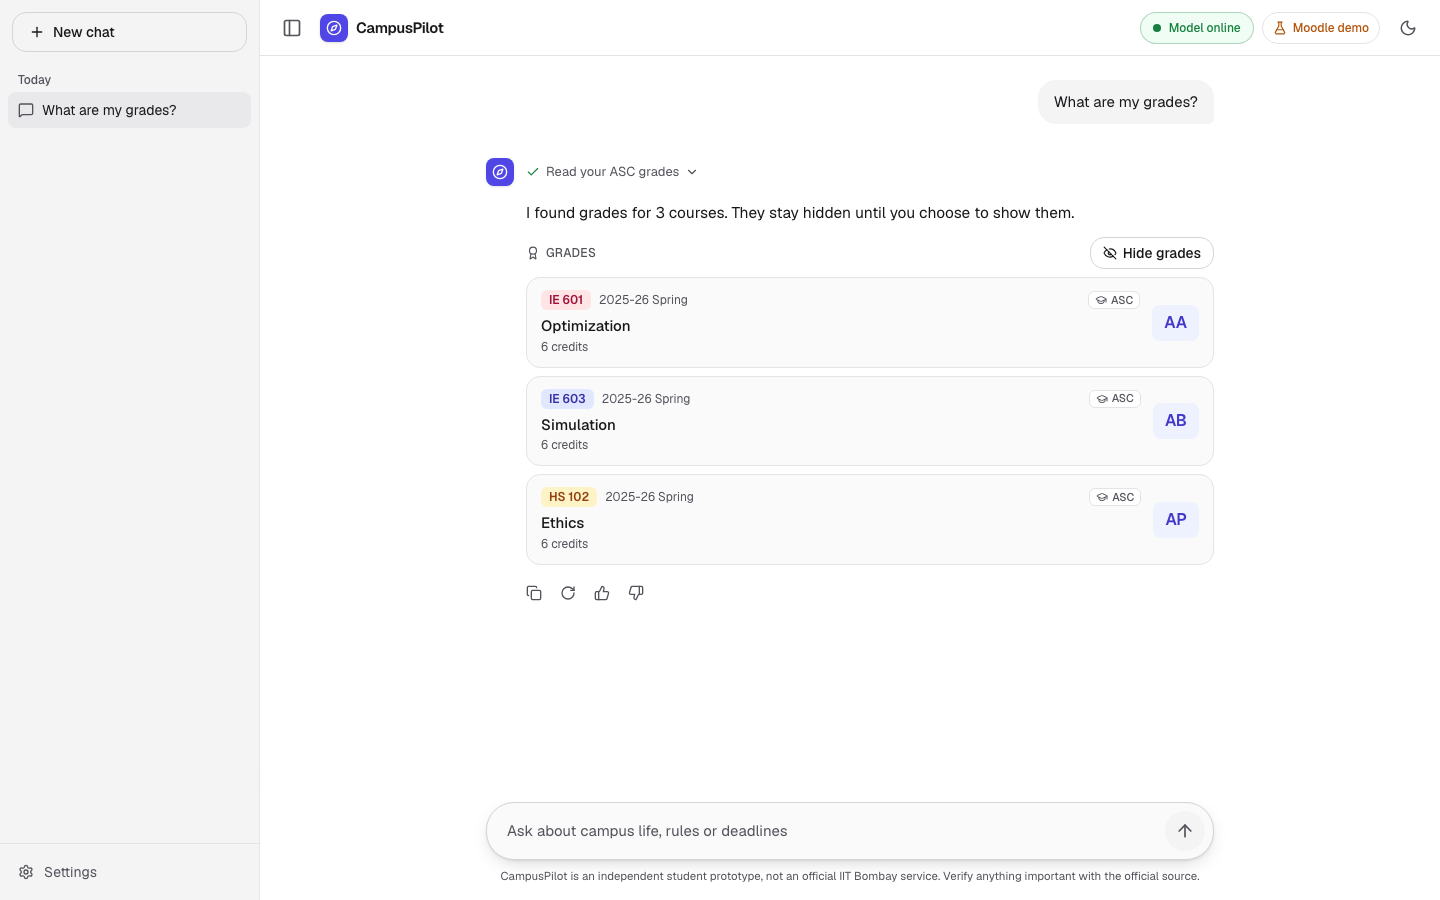 New chat
Today
What are my grades?
Settings
CampusPilot
Model online
Moodle demo
What are my grades?
Read your ASC grades
I found grades for 3 courses. They stay hidden until you choose to show them.
GRADES
Hide grades
IE 601 2025-26 Spring
ASC
AA
Optimization
6 credits
IE 603 2025-26 Spring
ASC
AB
Simulation
6 credits
HS 102 2025-26 Spring
ASC
AP
Ethics
6 credits
Ask about campus life, rules or deadlines
CampusPilot is an independent student prototype, not an official IIT Bombay service. Verify anything important with the official source.